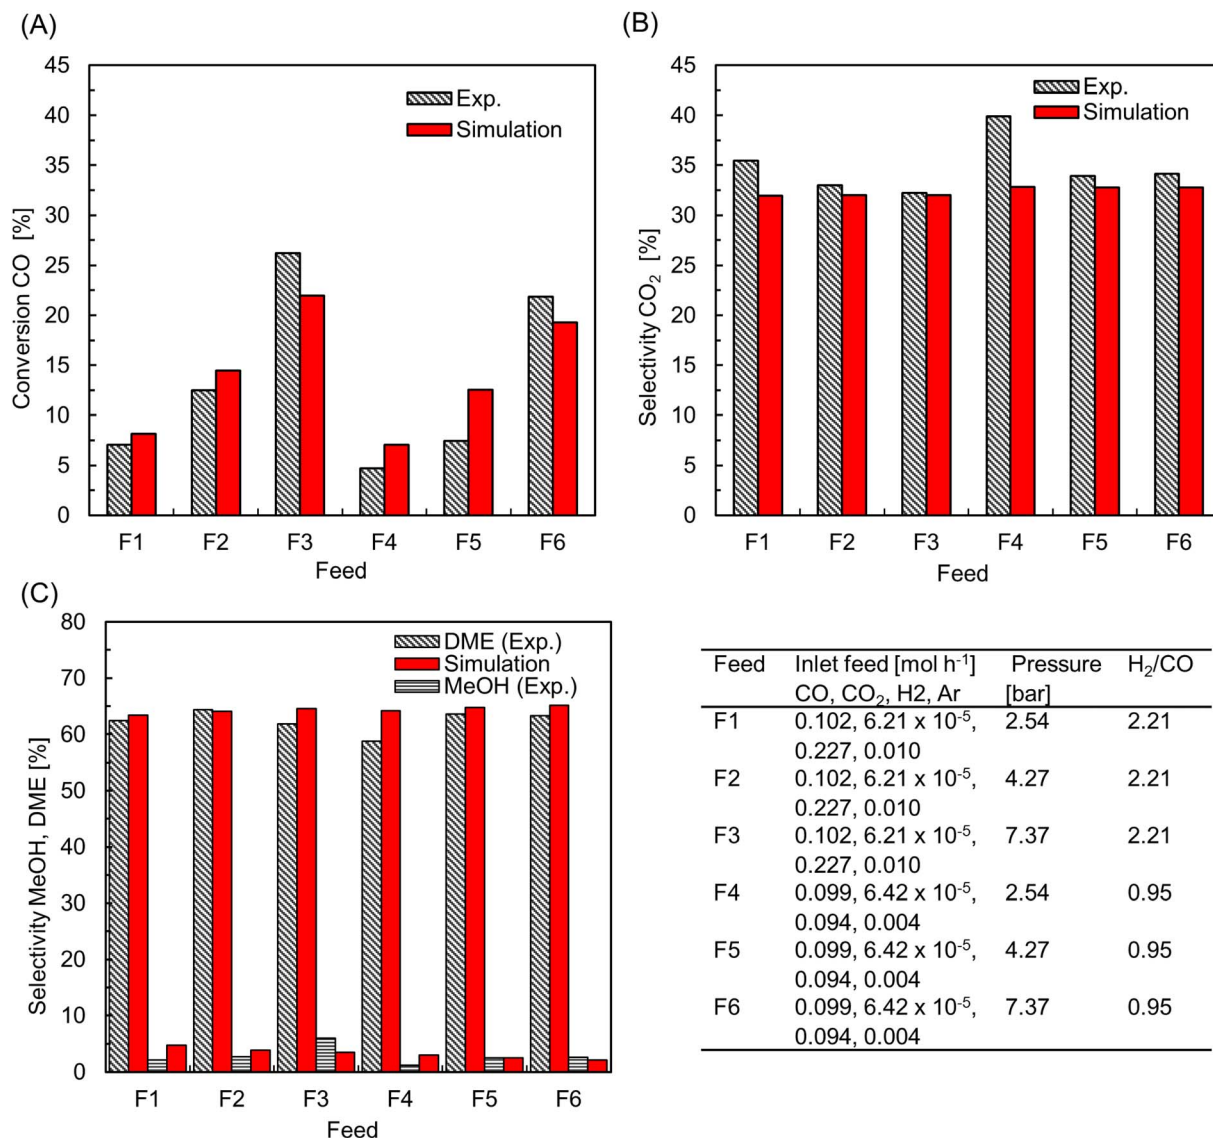 (A)
Conversion CO [%]
45
40
35
30
25
20
15
10
5
0
Exp.
Simulation
F1 F2 F3 F4 F5 F6
Feed
(B)
Selectivity CO₂ [%]
45
40
35
30
25
20
15
10
5
0
Exp.
Simulation
F1 F2 F3 F4 F5 F6
Feed
(C)
Selectivity MeOH, DME [%]
80
70
60
50
40
30
20
10
0
DME (Exp.)
Simulation
MeOH (Exp.)
F1 F2 F3 F4 F5 F6
Feed
Feed Inlet feed [mol h⁻¹] Pressure H₂/CO
CO, CO₂, H2, Ar [bar]
F1 0.102, 6.21 x 10⁻⁵, 2.54 2.21
0.227, 0.010
F2 0.102, 6.21 x 10⁻⁵, 4.27 2.21
0.227, 0.010
F3 0.102, 6.21 x 10⁻⁵, 7.37 2.21
0.227, 0.010
F4 0.099, 6.42 x 10⁻⁵, 2.54 0.95
0.094, 0.004
F5 0.099, 6.42 x 10⁻⁵, 4.27 0.95
0.094, 0.004
F6 0.099, 6.42 x 10⁻⁵, 7.37 0.95
0.094, 0.004